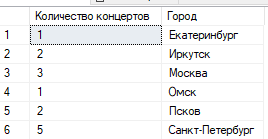 Количество концертов Город
1 1 Екатеринбург
2 2 Иркутск
3 3 Москва
4 1 Омск
5 2 Псков
6 5 Санкт-Петербург